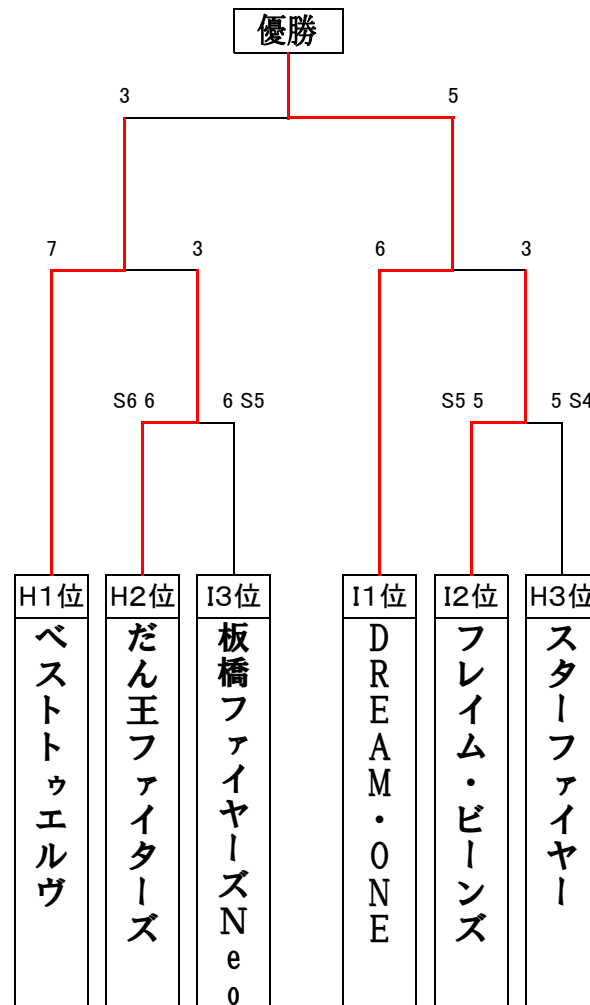 優勝
3
5
7
3
6
3
S6 6
6 S5
S5 5
5 S4
H1位
H2位
I3位
I1位
I2位
H3位
ベストトゥエルヴ
だん王ファイターズ
板橋ファイヤーズNeo
DREAM・ONE
フレイム・ビーンズ
スターファイヤー